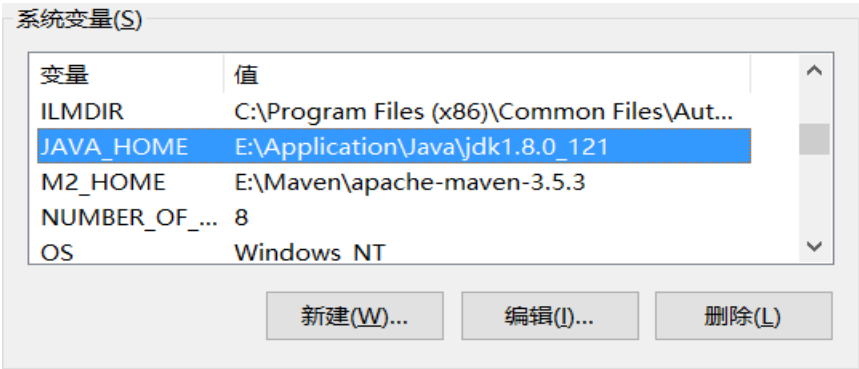 系统变量(S)
变量 值
ILMDIR C:\Program Files (x86)\Common Files\Aut...
JAVA_HOME E:\Application\Java\jdk1.8.0_121
M2_HOME E:\Maven\apache-maven-3.5.3
NUMBER_OF_... 8
OS Windows_NT
新建(W)... 编辑(I)... 删除(L)